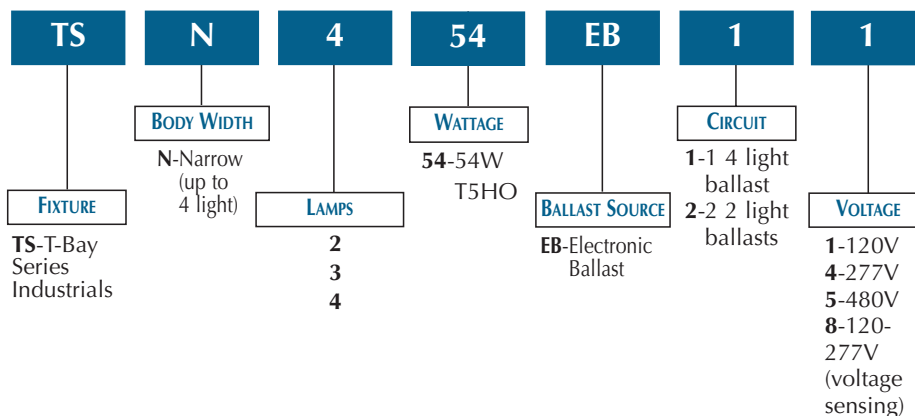 TS N 4 54 EB 1 1
BODY WIDTH
N-Narrow
(up to
4 light)
WATTAGE
54-54W
T5HO
CIRCUIT
1-1 4 light
ballast
2-2 2 light
ballasts
FIXTURE
TS-T-Bay
Series
Industrials
LAMPS
2
3
4
BALLAST SOURCE
EB-Electronic
Ballast
VOLTAGE
1-120V
4-277V
5-480V
8-120-
277V
(voltage
sensing)